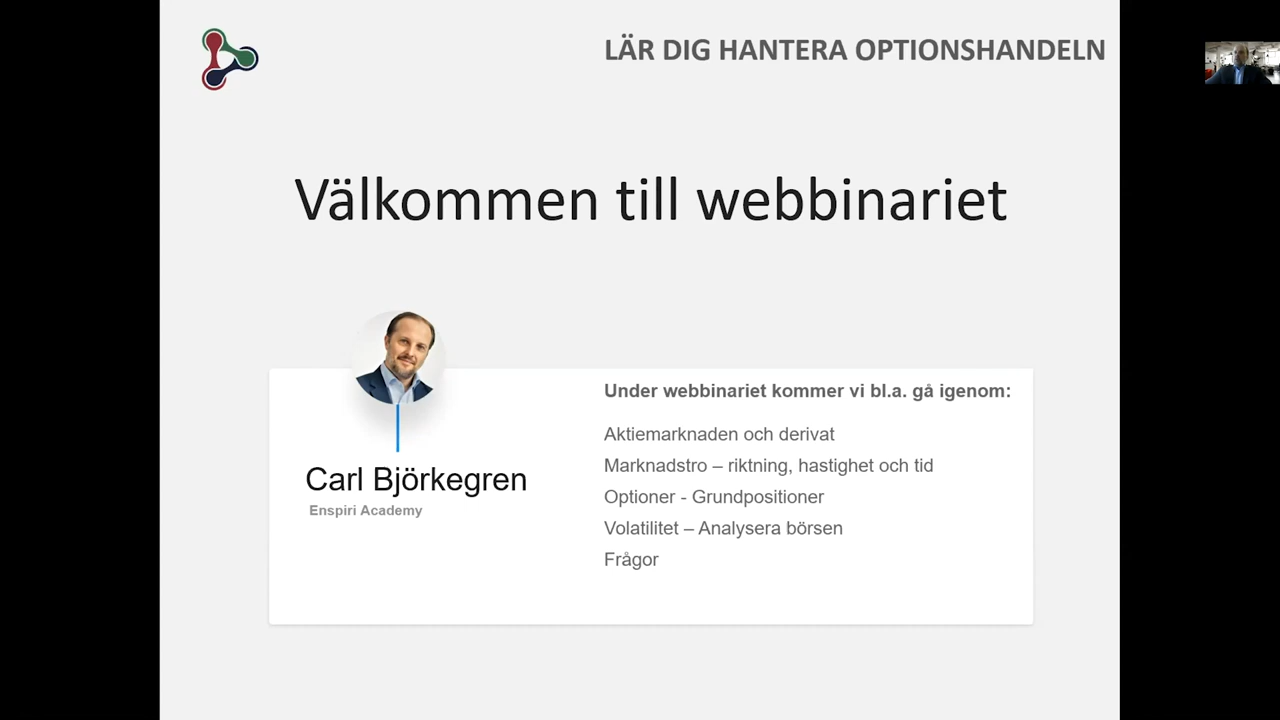 LÄR DIG HANTERA OPTIONSHANDELN
Välkommen till webbinariet
Carl Björkegren
Enspiri Academy
Under webbinariet kommer vi bl.a. gå igenom:
Aktiemarknaden och derivat
Marknadstro – riktning, hastighet och tid
Optioner - Grundpositioner
Volatilitet – Analysera börsen
Frågor